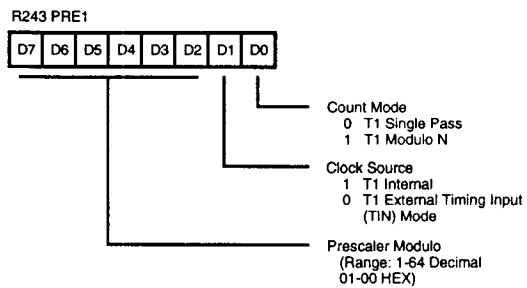 R243 PRE1
D7 D6 D5 D4 D3 D2 D1 D0
Count Mode
0 T1 Single Pass
1 T1 Modulo N
Clock Source
1 T1 Internal
0 T1 External Timing Input
(TIN) Mode
Prescaler Modulo
(Range: 1-64 Decimal
01-00 HEX)